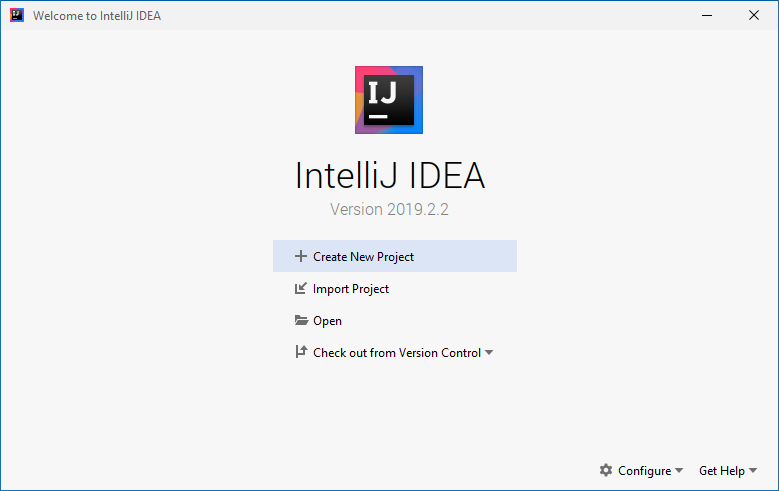 Welcome to IntelliJ IDEA
IJ
IntelliJ IDEA
Version 2019.2.2
Create New Project
Import Project
Open
Check out from Version Control
Configure Get Help